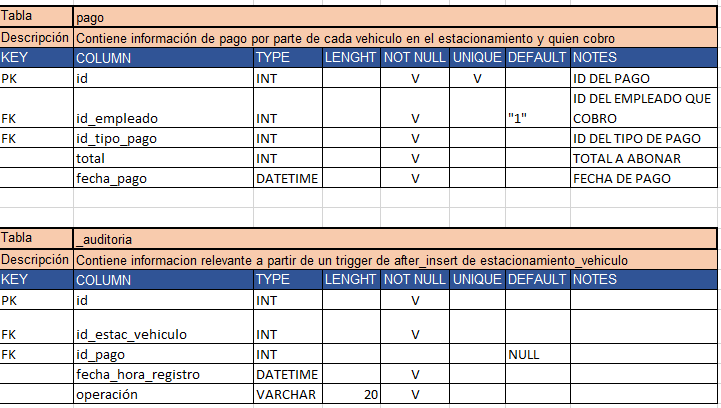 Tabla pago
Descripción Contiene información de pago por parte de cada vehiculo en el estacionamiento y quien cobro
KEY COLUMN TYPE LENGHT NOT NULL UNIQUE DEFAULT NOTES
PK id INT V V ID DEL PAGO
FK id_empleado INT V "1" ID DEL EMPLEADO QUE COBRO
FK id_tipo_pago INT V ID DEL TIPO DE PAGO
total INT V TOTAL A ABONAR
fecha_pago DATETIME V FECHA DE PAGO
Tabla _auditoria
Descripción Contiene informacion relevante a partir de un trigger de after_insert de estacionamiento_vehiculo
KEY COLUMN TYPE LENGHT NOT NULL UNIQUE DEFAULT NOTES
PK id INT V
FK id_estac_vehiculo INT V
FK id_pago INT NULL
fecha_hora_registro DATETIME V
operación VARCHAR 20 V